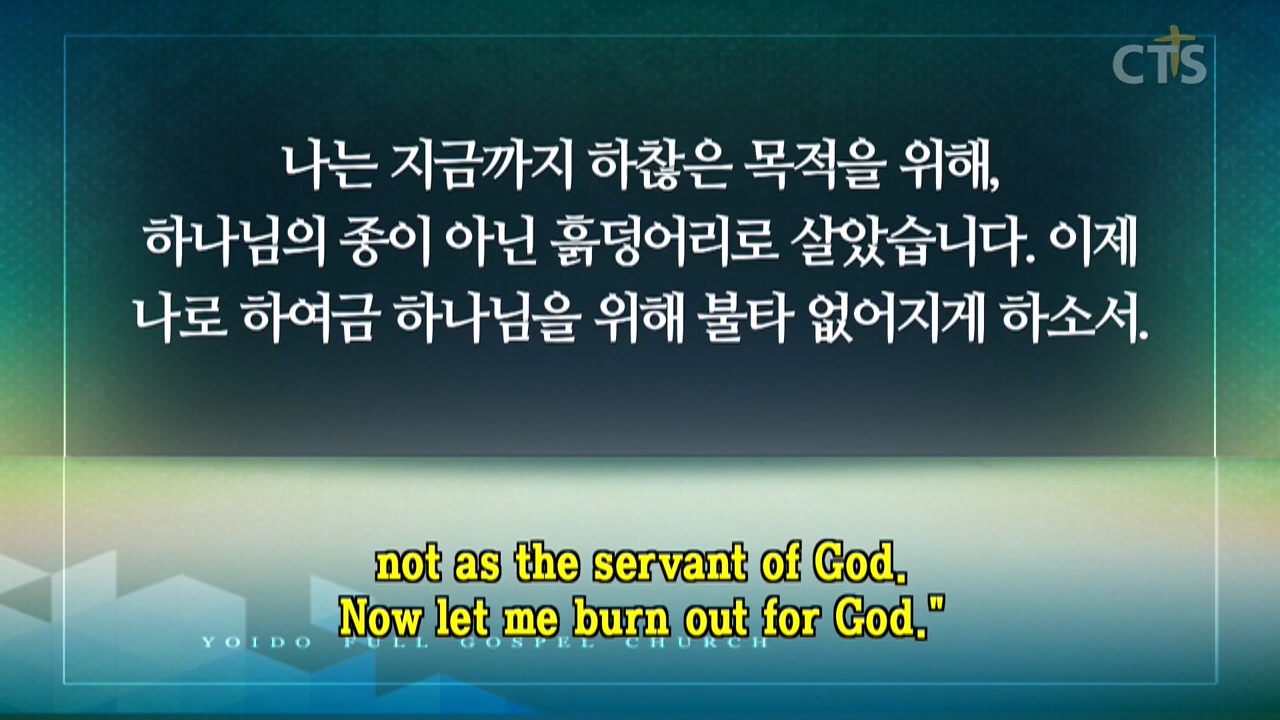 CTS
나는 지금까지 하찮은 목적을 위해,
하나님의 종이 아닌 흙덩어리로 살았습니다. 이제
나로 하여금 하나님을 위해 불타 없어지게 하소서.
not as the servant of God.
Now let me burn out for God."
YOIDO FULL GOSPEL CHURCH